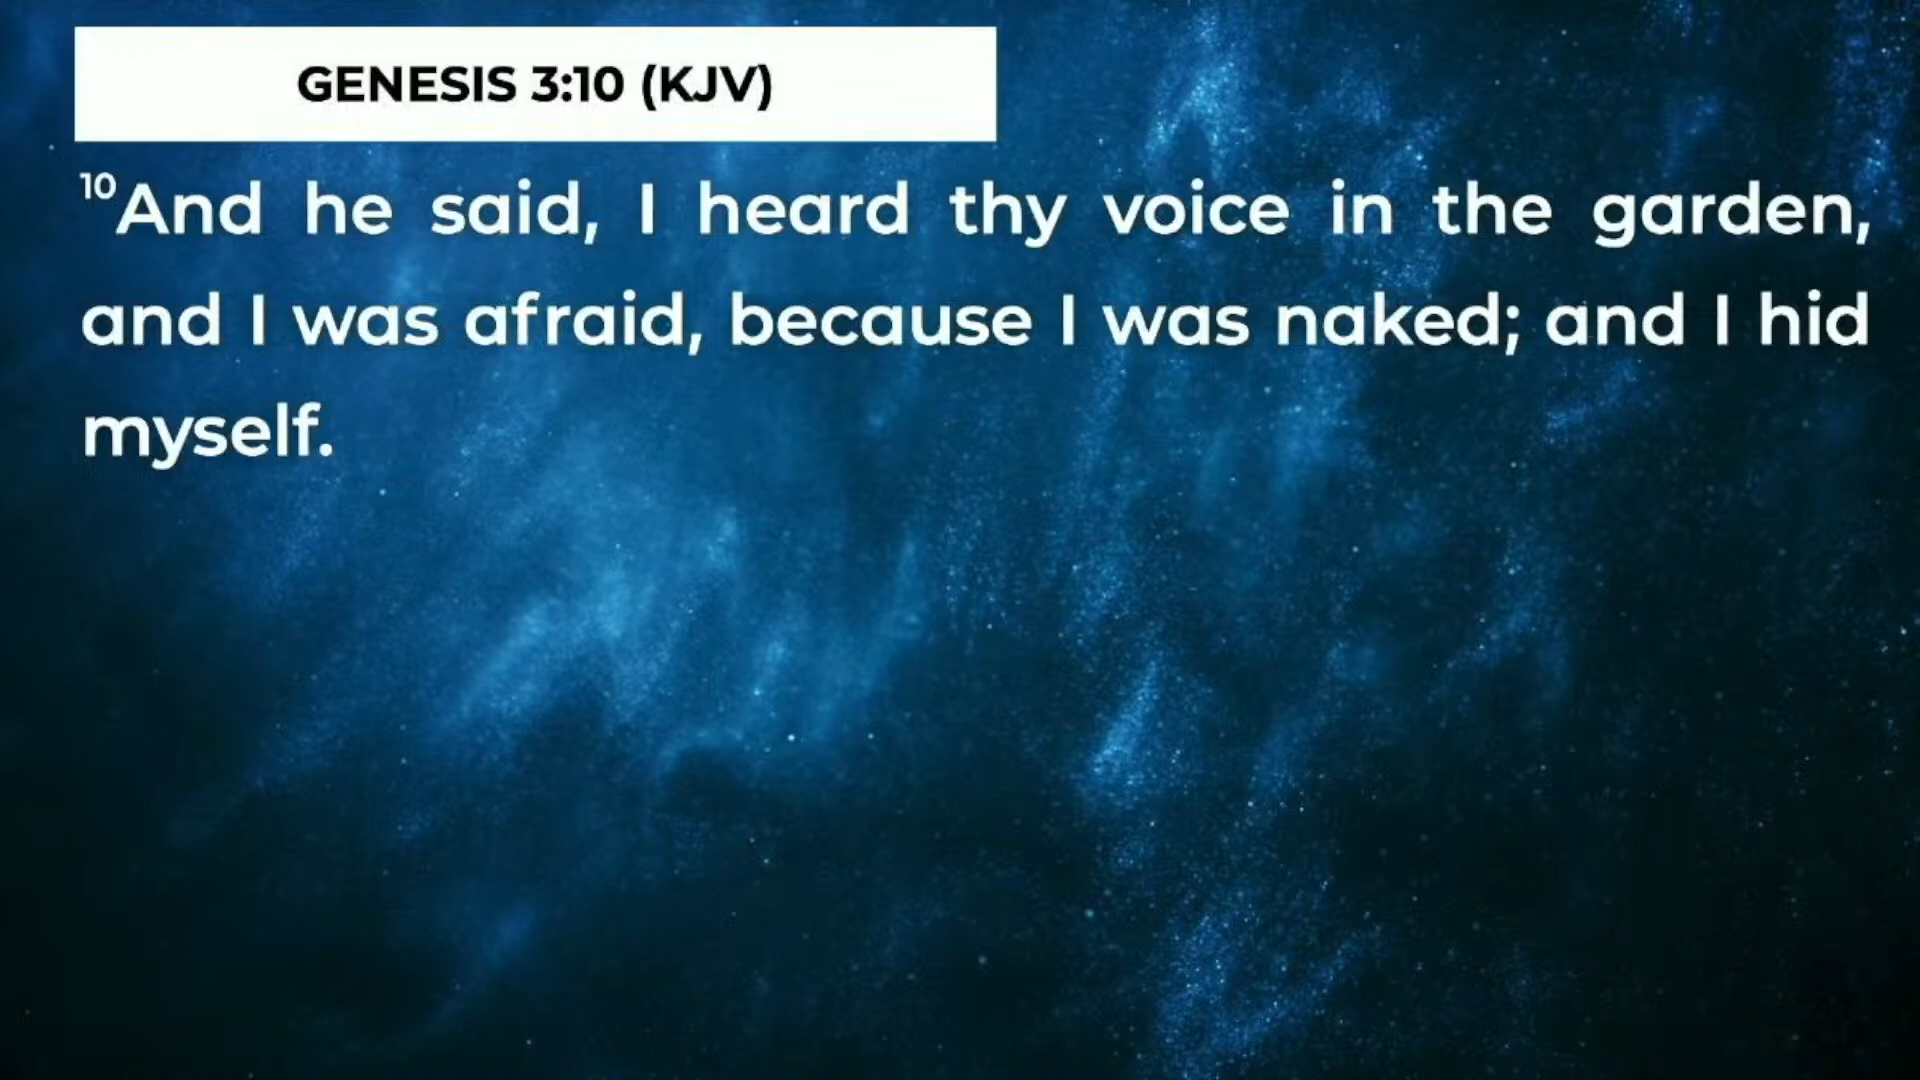 GENESIS 3:10 (KJV)
10And he said, I heard thy voice in the garden,
and I was afraid, because I was naked; and I hid
myself.